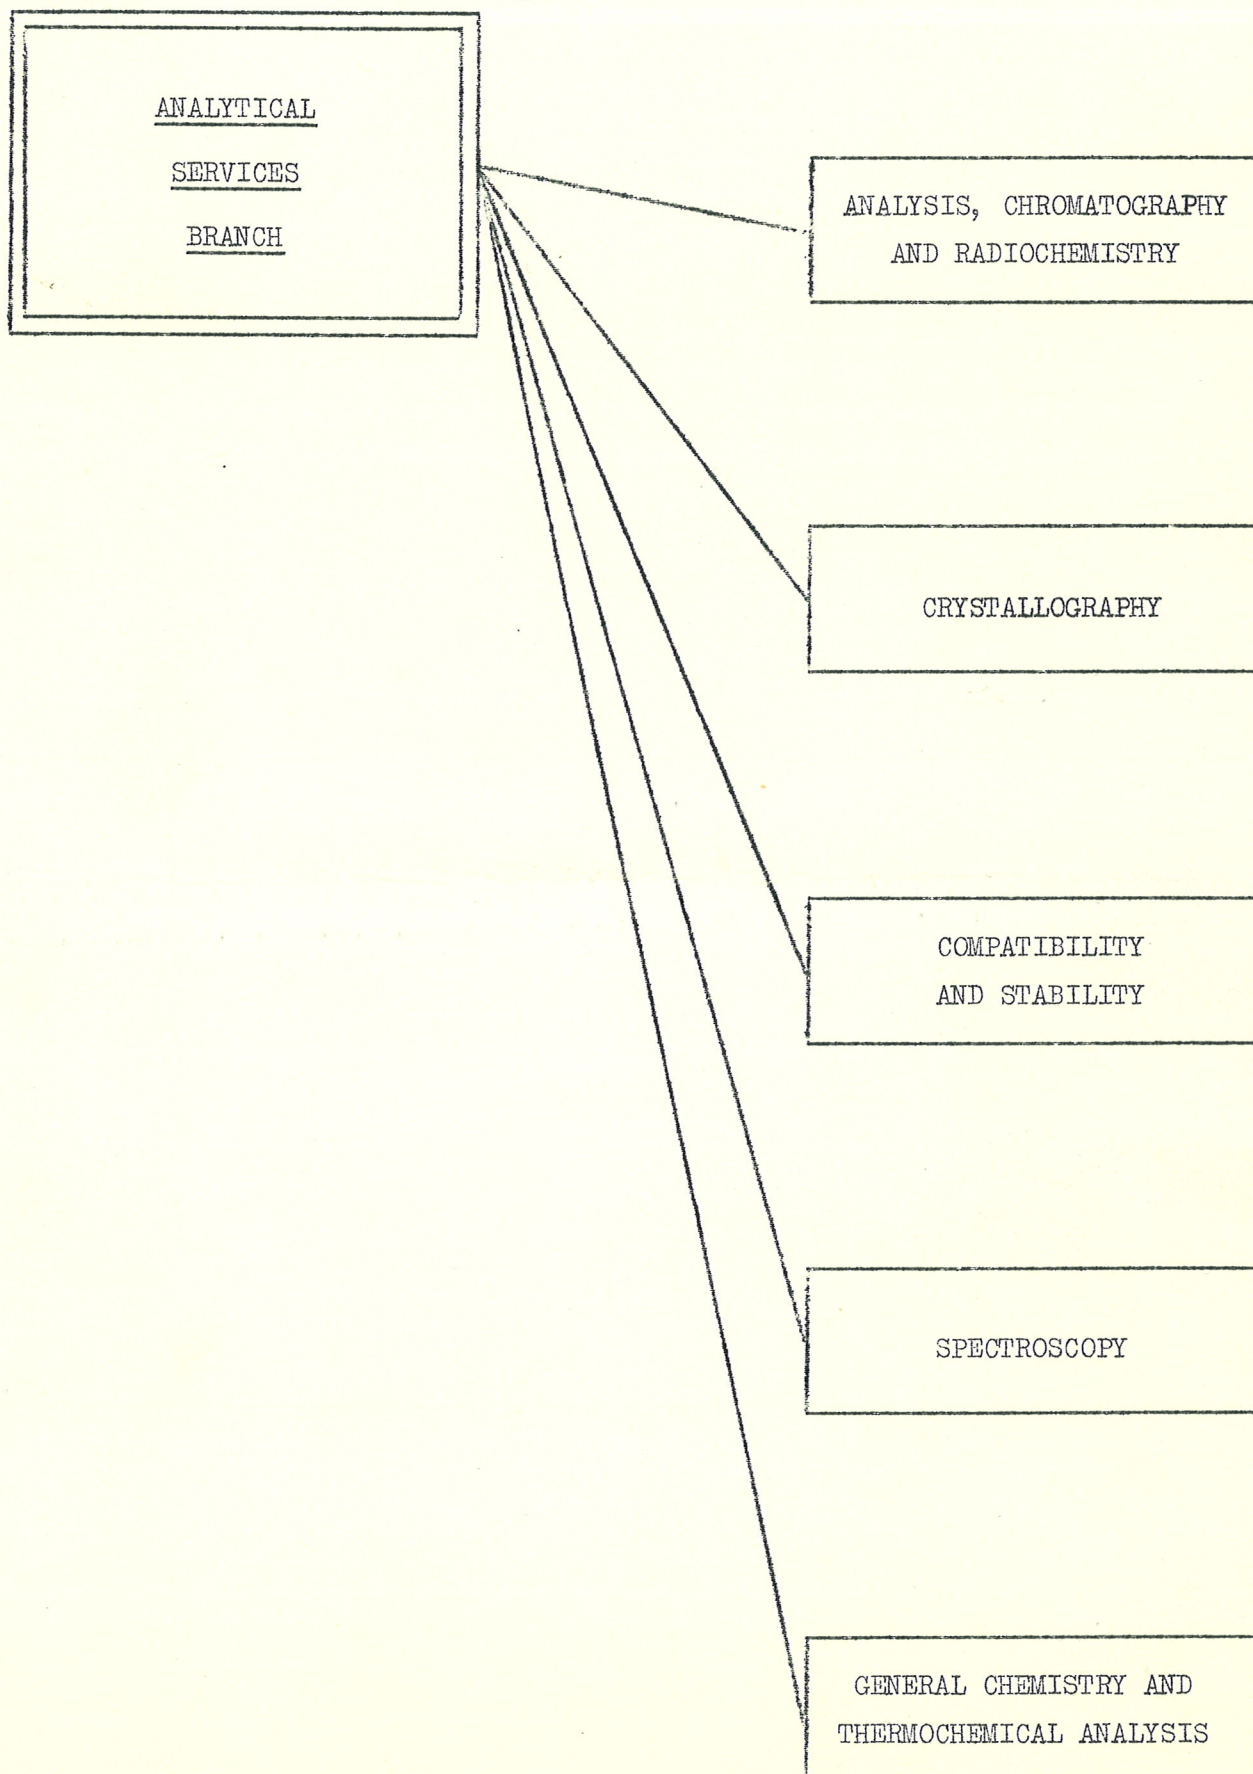 ANALYTICAL
SERVICES
BRANCH
ANALYSIS, CHROMATOGRAPHY
AND RADIOCHEMISTRY
CRYSTALLOGRAPHY
COMPATIBILITY
AND STABILITY
SPECTROSCOPY
GENERAL CHEMISTRY AND
THERMOCHEMICAL ANALYSIS